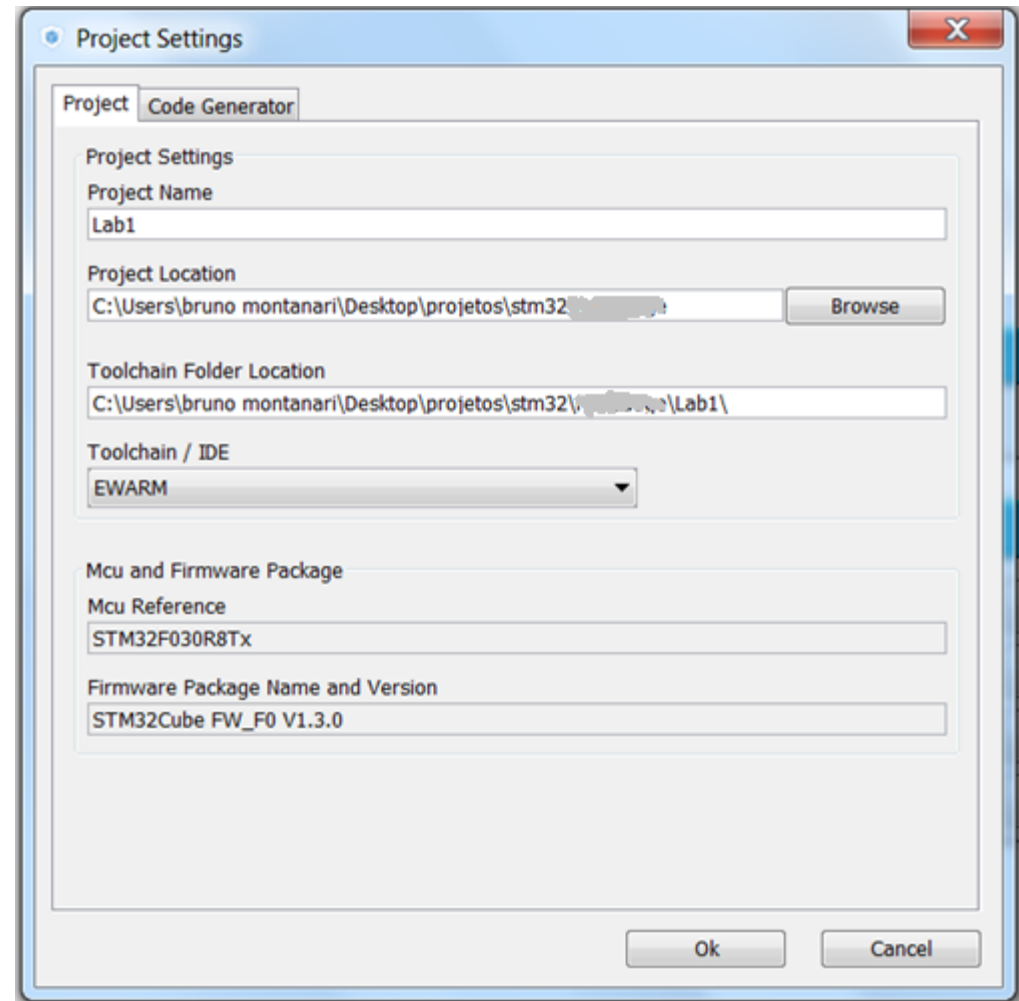 Project Settings
Project Code Generator
Project Settings
Project Name
Lab1
Project Location
C:\Users\bruno montanari\Desktop\projetos\stm32
Browse
Toolchain Folder Location
C:\Users\bruno montanari\Desktop\projetos\stm32\ \Lab1\
Toolchain / IDE
EWARM
Mcu and Firmware Package
Mcu Reference
STM32F030R8Tx
Firmware Package Name and Version
STM32Cube FW_F0 V1.3.0
Ok Cancel